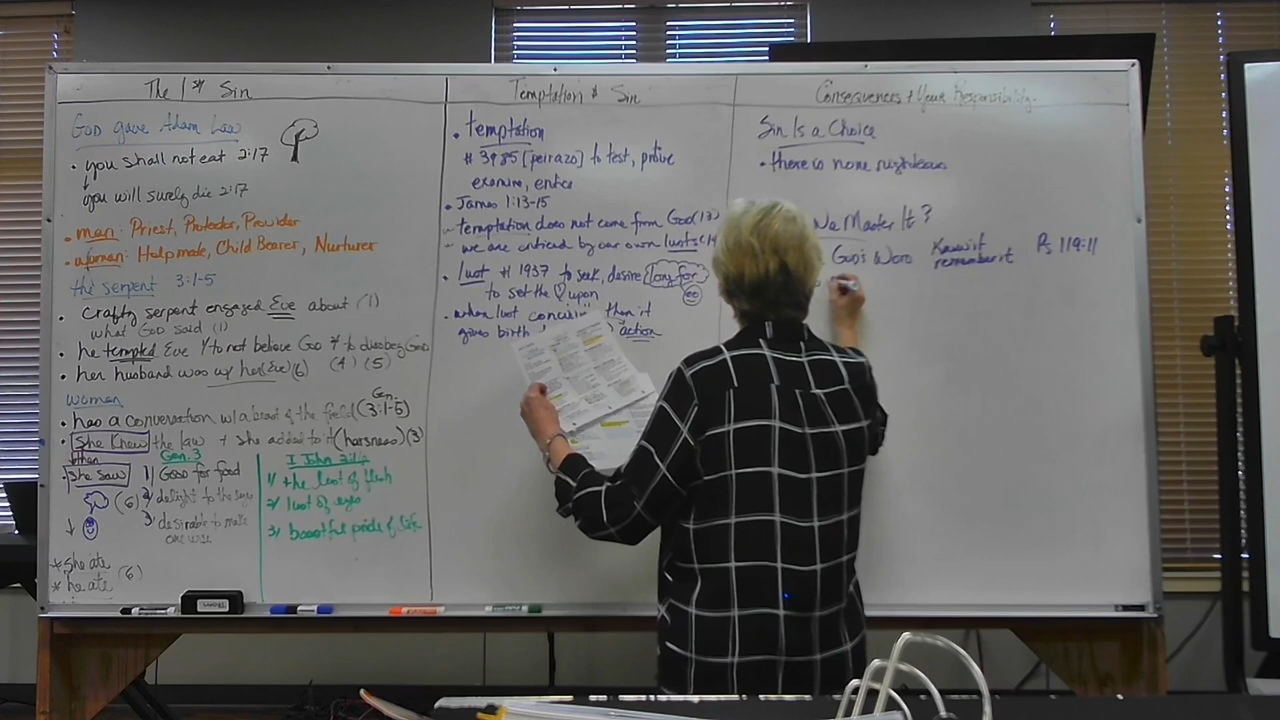 The 1st Sin
God gave Adam Law
• you shall not eat 2:17
you will surely die 2:17
• man: Priest, Protector, Provider
• woman: Helpmate, Child Bearer, Nurturer
the serpent 3:1-5
• crafty serpent engaged Eve about (1)
what God said (1)
• he tempted Eve to not believe God & to disobey God
• her husband was w/ her (Eve) (6) (4) (5)
woman
• has a conversation w/ a beast of the field (Gen. 3:1-5)
• She Knew the law + she added to it (harsness) (3)
then Gen. 3
• She Saw 1) Good for food
(6) 2) delight to the eyes
3) desirable to make
one wise
* She ate
* he ate (6)
I John 2:16
1) the lust of flesh
2) lust of eyes
3) boastful pride of life
Temptation & Sin
• temptation
# 3985 [peirazo] to test, prove
examine, entice
• James 1:13-15
temptation does not come from God (13)
we are enticed by our own lusts (14
• lust # 1937 to seek, desire long for
to set the upon
• when lust then it
gives birth action
Consequences + Your Responsibility
Sin Is a Choice
• there is none righteous
We Master It?
God's Word Know it remember it Ps 119:11